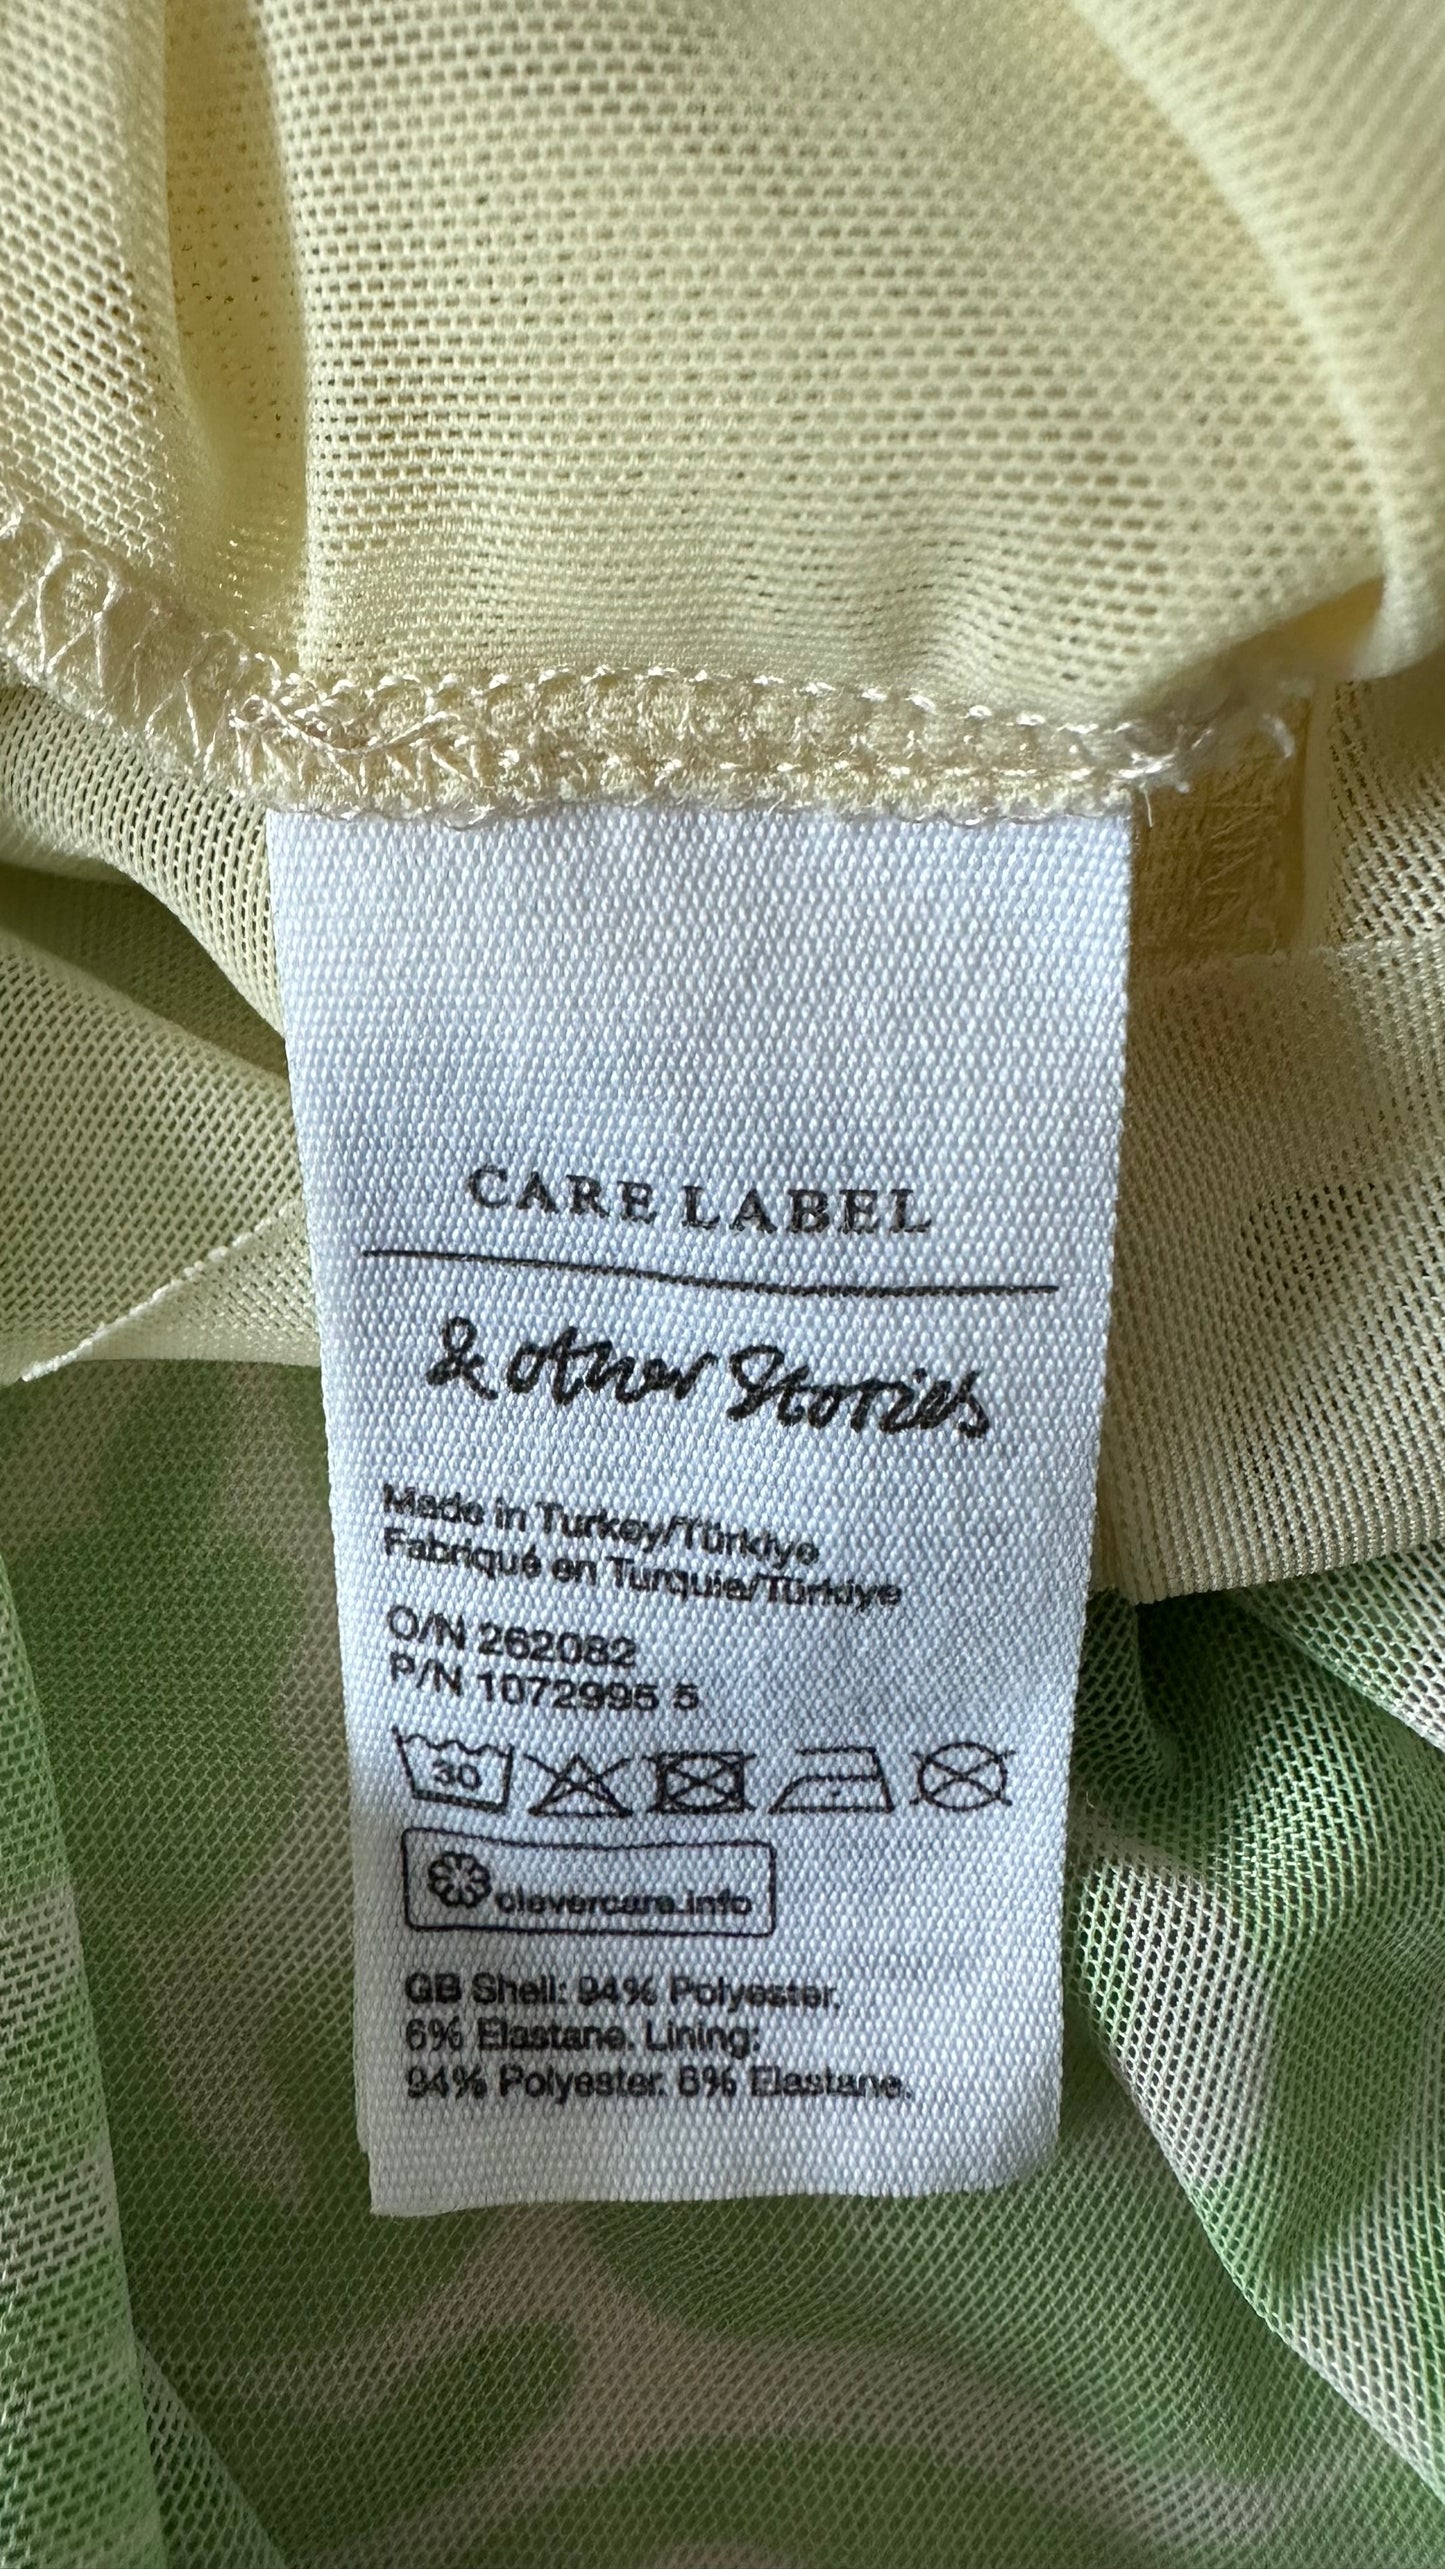 CARE LABEL
& other Stories
Made in Turkey/Türkiye
Fabriqué en Turquie/Türkiye
O/N 262082
P/N 1072995 5
30
clevercare.info
GB Shell: 94% Polyester,
6% Elastane. Lining:
94% Polyester. 6% Elastane.